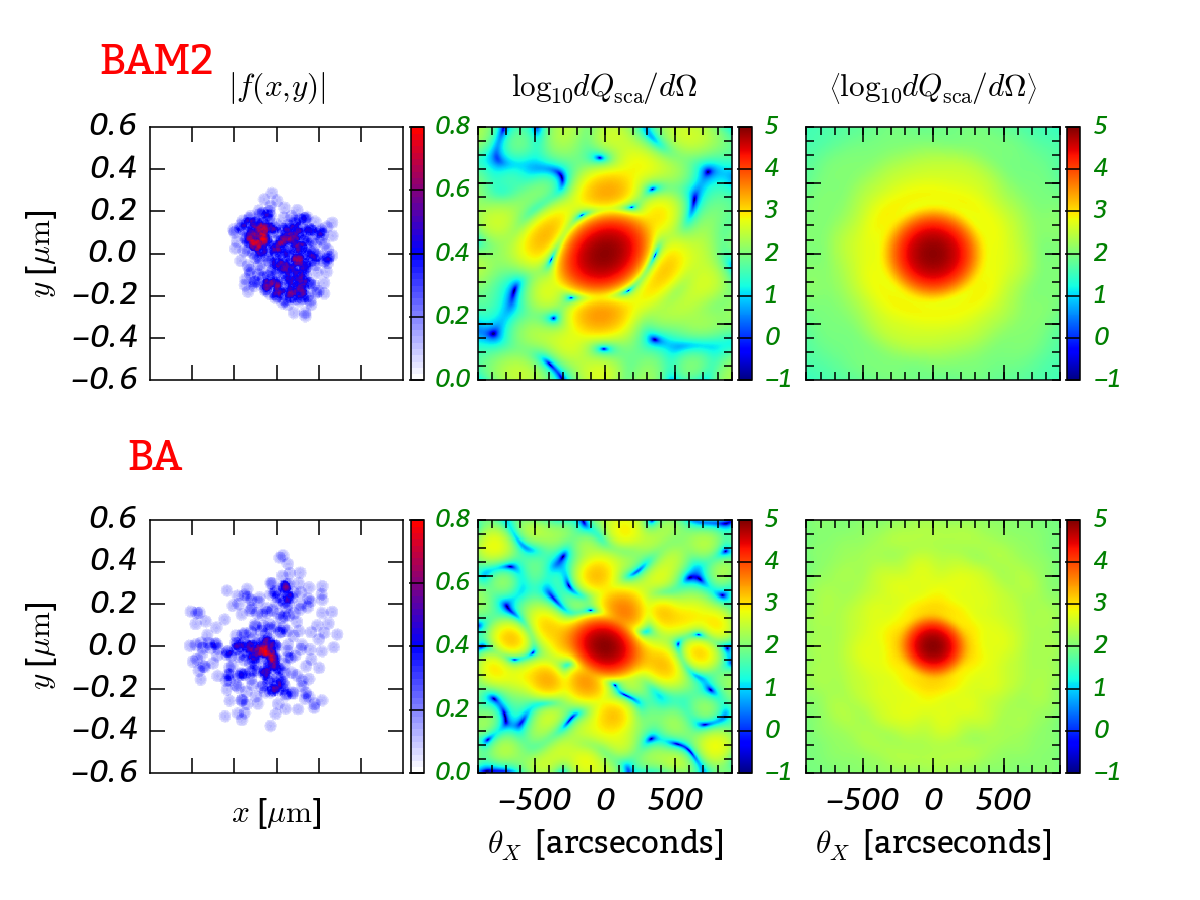 BAM2
|f(x,y)| log₁₀dQ_sca/dΩ ⟨log₁₀dQ_sca/dΩ⟩
0.6 0.8 5 5
0.4 4 4
0.2 0.6 3 3
y [μm] 0.0 0.4 2 2
−0.2 1 1
−0.4 0.2 0 0
−0.6 0.0 −1 −1
BA
0.6 0.8 5 5
0.4 4 4
0.2 0.6 3 3
y [μm] 0.0 0.4 2 2
−0.2 1 1
−0.4 0.2 0 0
−0.6 0.0 −1 −1
−500 0 500 −500 0 500
x [μm]
θ_X [arcseconds] θ_X [arcseconds]